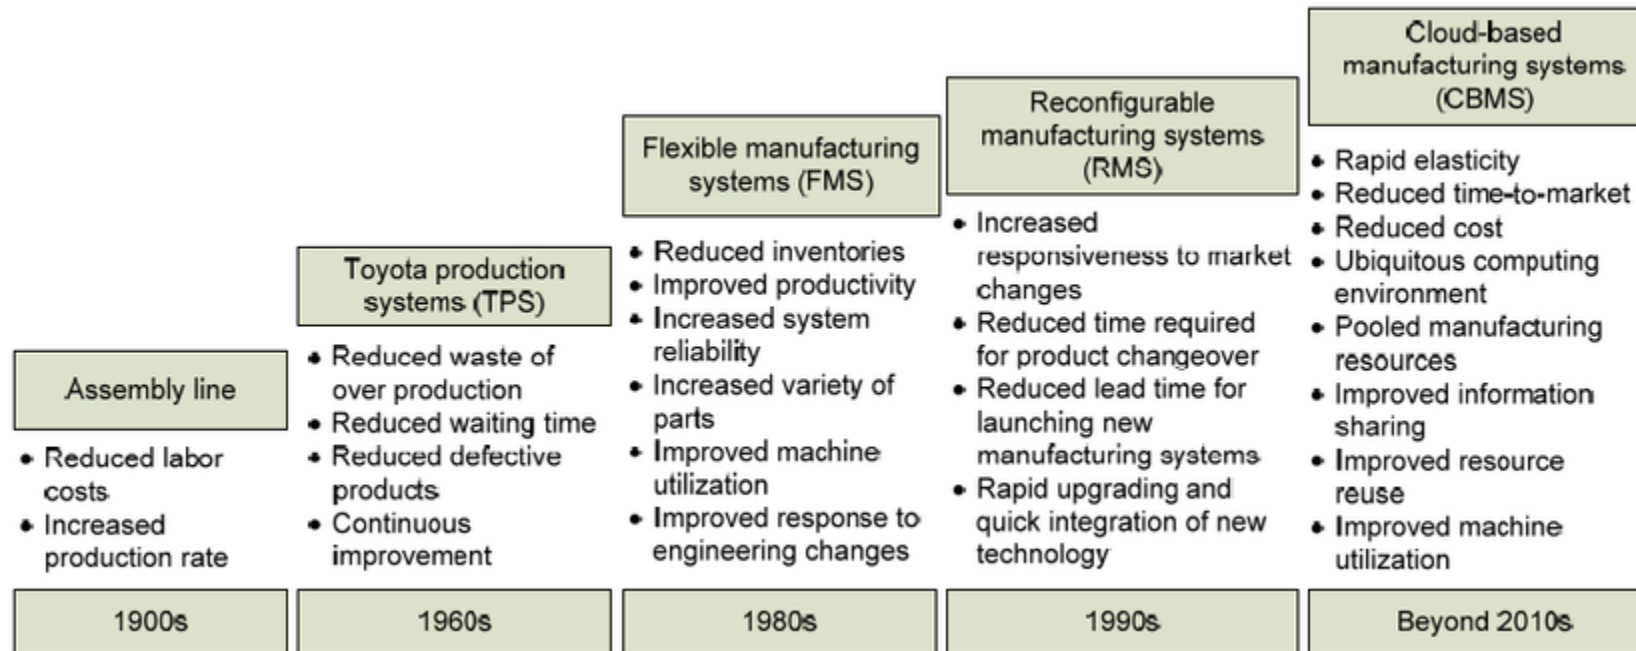 Assembly line
• Reduced labor
costs
• Increased
production rate
1900s
Toyota production
systems (TPS)
• Reduced waste of
over production
• Reduced waiting time
• Reduced defective
products
• Continuous
improvement
1960s
Flexible manufacturing
systems (FMS)
• Reduced inventories
• Improved productivity
• Increased system
reliability
• Increased variety of
parts
• Improved machine
utilization
• Improved response to
engineering changes
1980s
Reconfigurable
manufacturing systems
(RMS)
• Increased
responsiveness to market
changes
• Reduced time required
for product changeover
• Reduced lead time for
launching new
manufacturing systems
• Rapid upgrading and
quick integration of new
technology
1990s
Cloud-based
manufacturing systems
(CBMS)
• Rapid elasticity
• Reduced time-to-market
• Reduced cost
• Ubiquitous computing
environment
• Pooled manufacturing
resources
• Improved information
sharing
• Improved resource
reuse
• Improved machine
utilization
Beyond 2010s